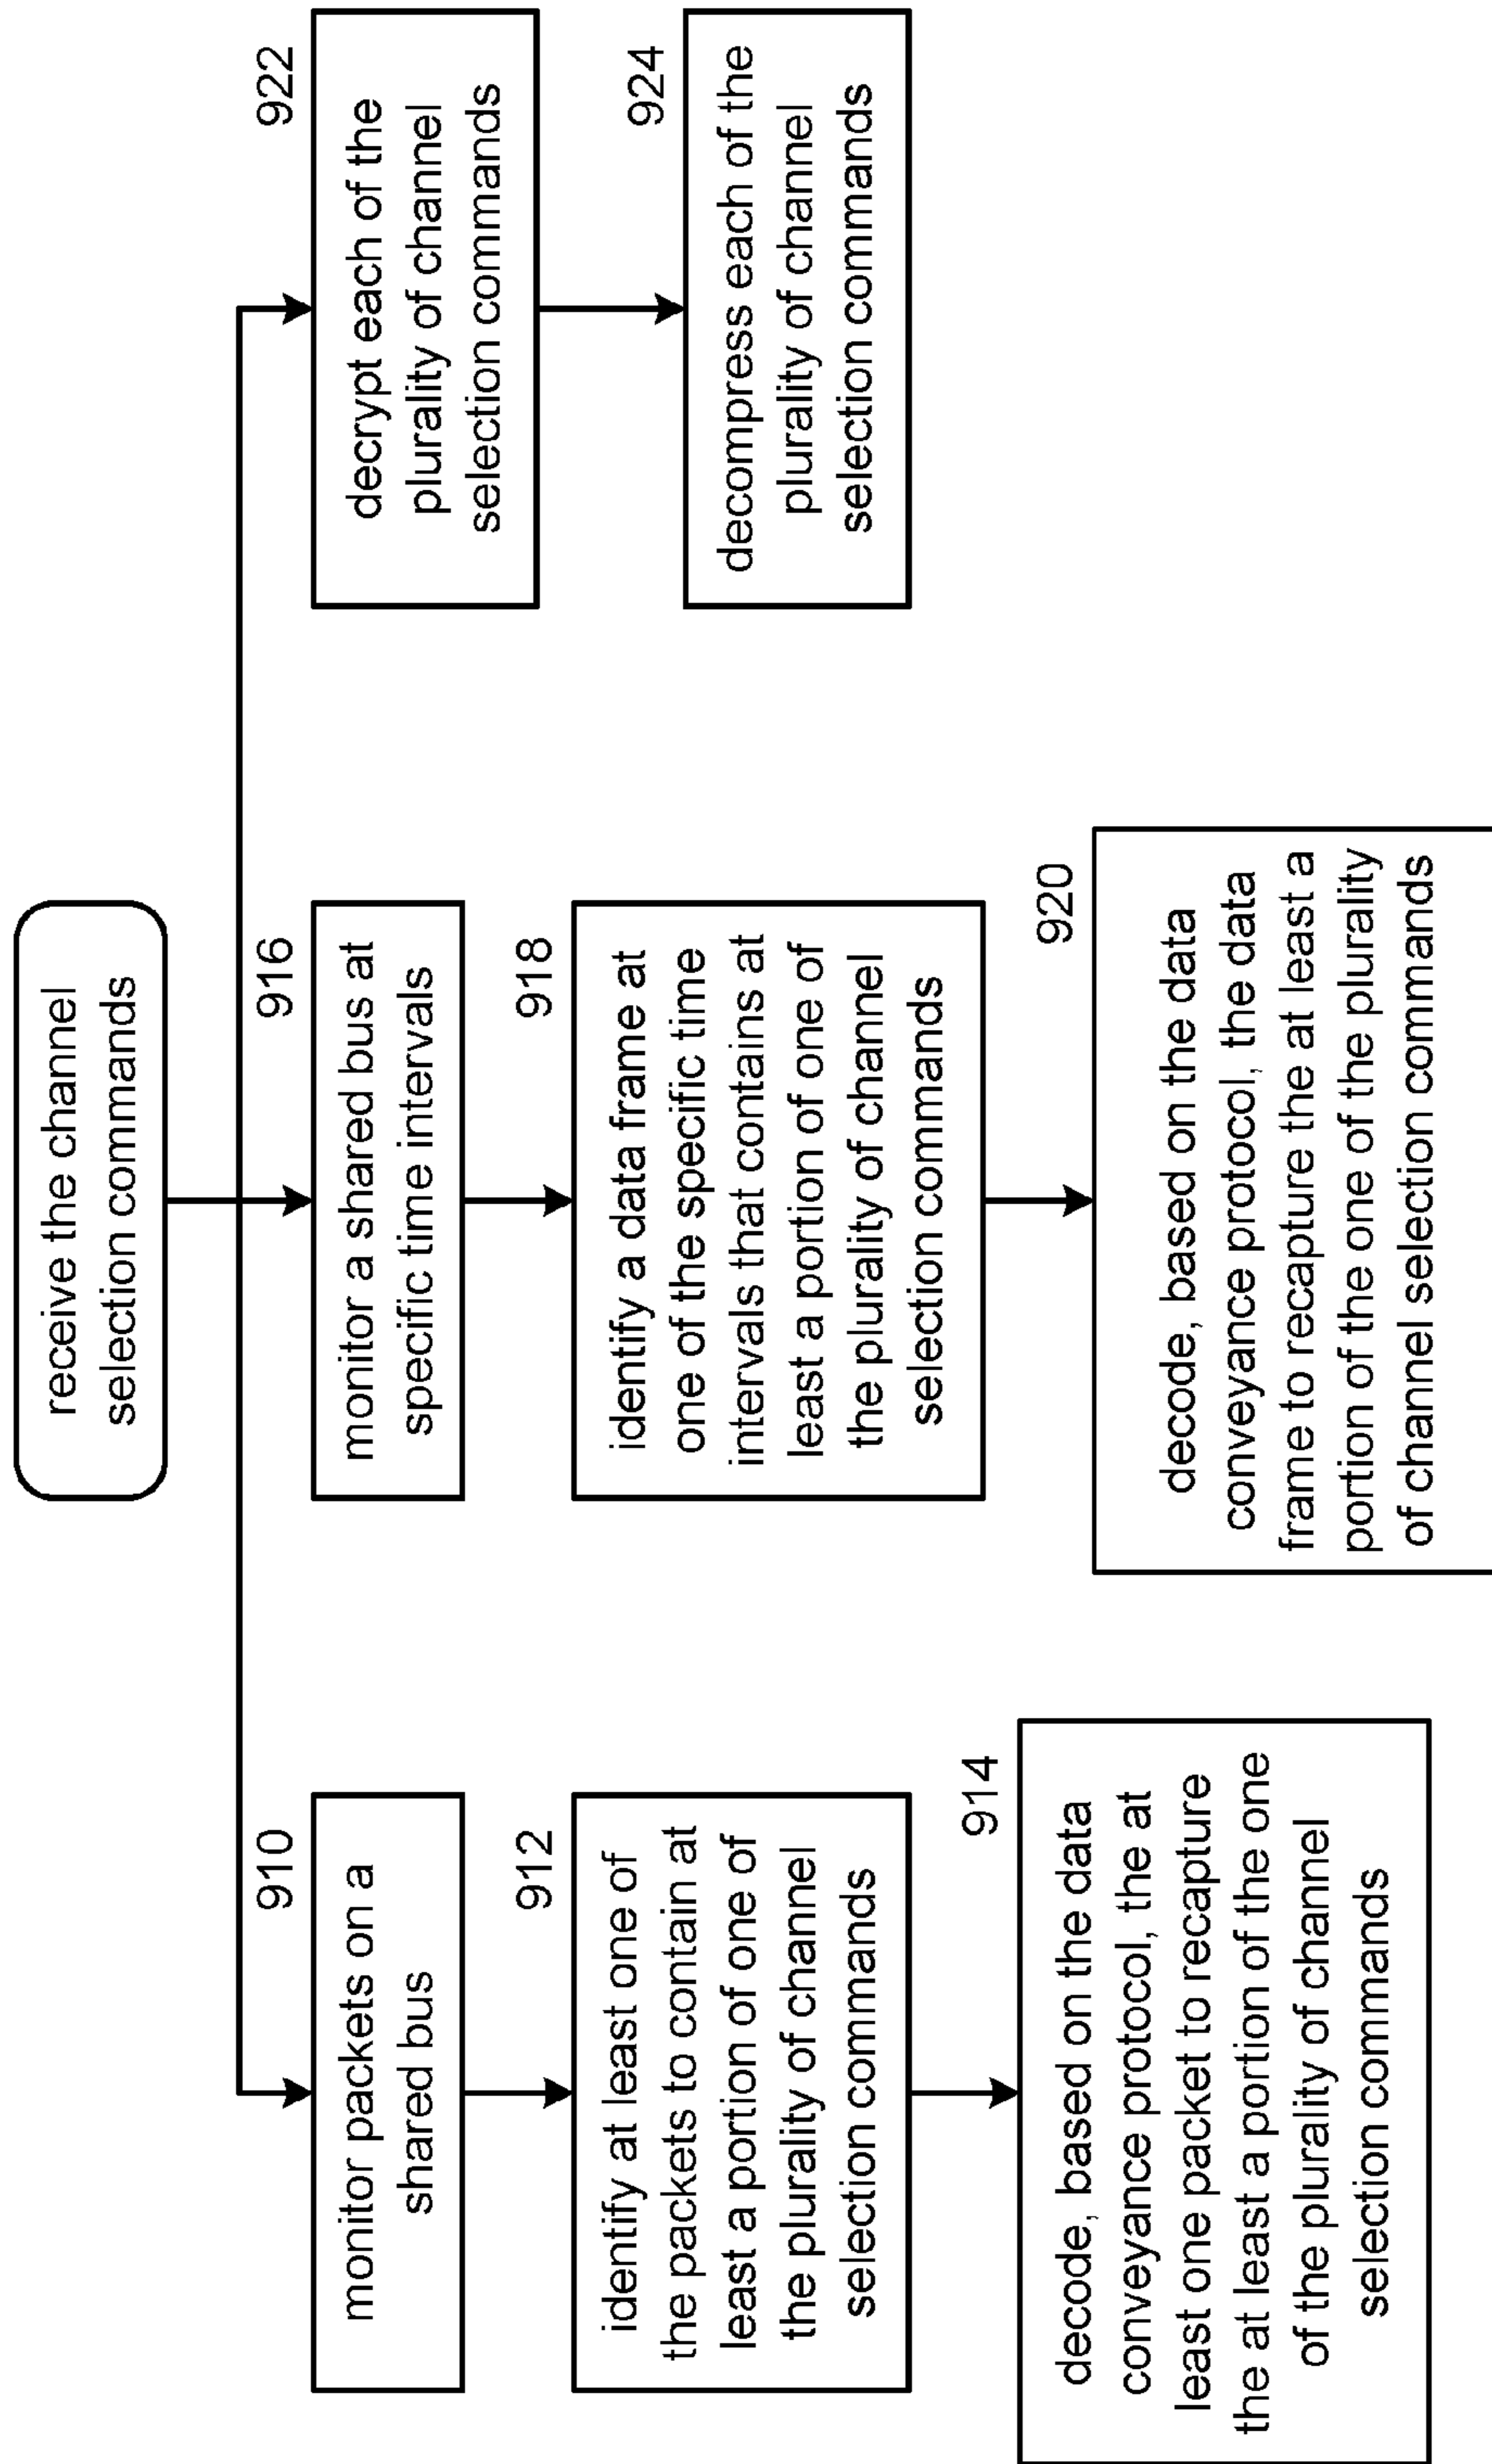 receive the channel
selection commands
910
monitor packets on a
shared bus
912
identify at least one of
the packets to contain at
least a portion of one of
the plurality of channel
selection commands
914
decode, based on the data
conveyance protocol, the at
least one packet to recapture
the at least a portion of the one
of the plurality of channel
selection commands
916
monitor a shared bus at
specific time intervals
918
identify a data frame at
one of the specific time
intervals that contains at
least a portion of one of
the plurality of channel
selection commands
920
decode, based on the data
conveyance protocol, the data
frame to recapture the at least a
portion of the one of the plurality
of channel selection commands
922
decrypt each of the
plurality of channel
selection commands
924
decompress each of the
plurality of channel
selection commands